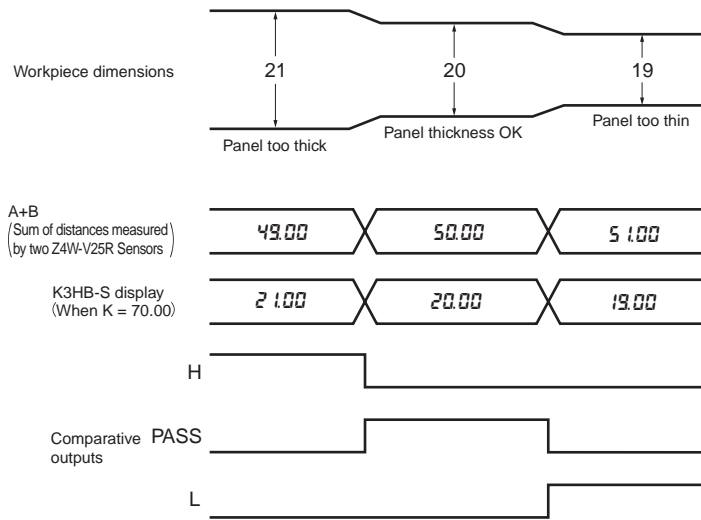 Workpiece dimensions
21
20
19
Panel too thick
Panel thickness OK
Panel too thin
A+B
(Sum of distances measured
by two Z4W-V25R Sensors)
49.00
50.00
51.00
K3HB-S display
(When K = 70.00)
21.00
20.00
19.00
H
Comparative
outputs
PASS
L